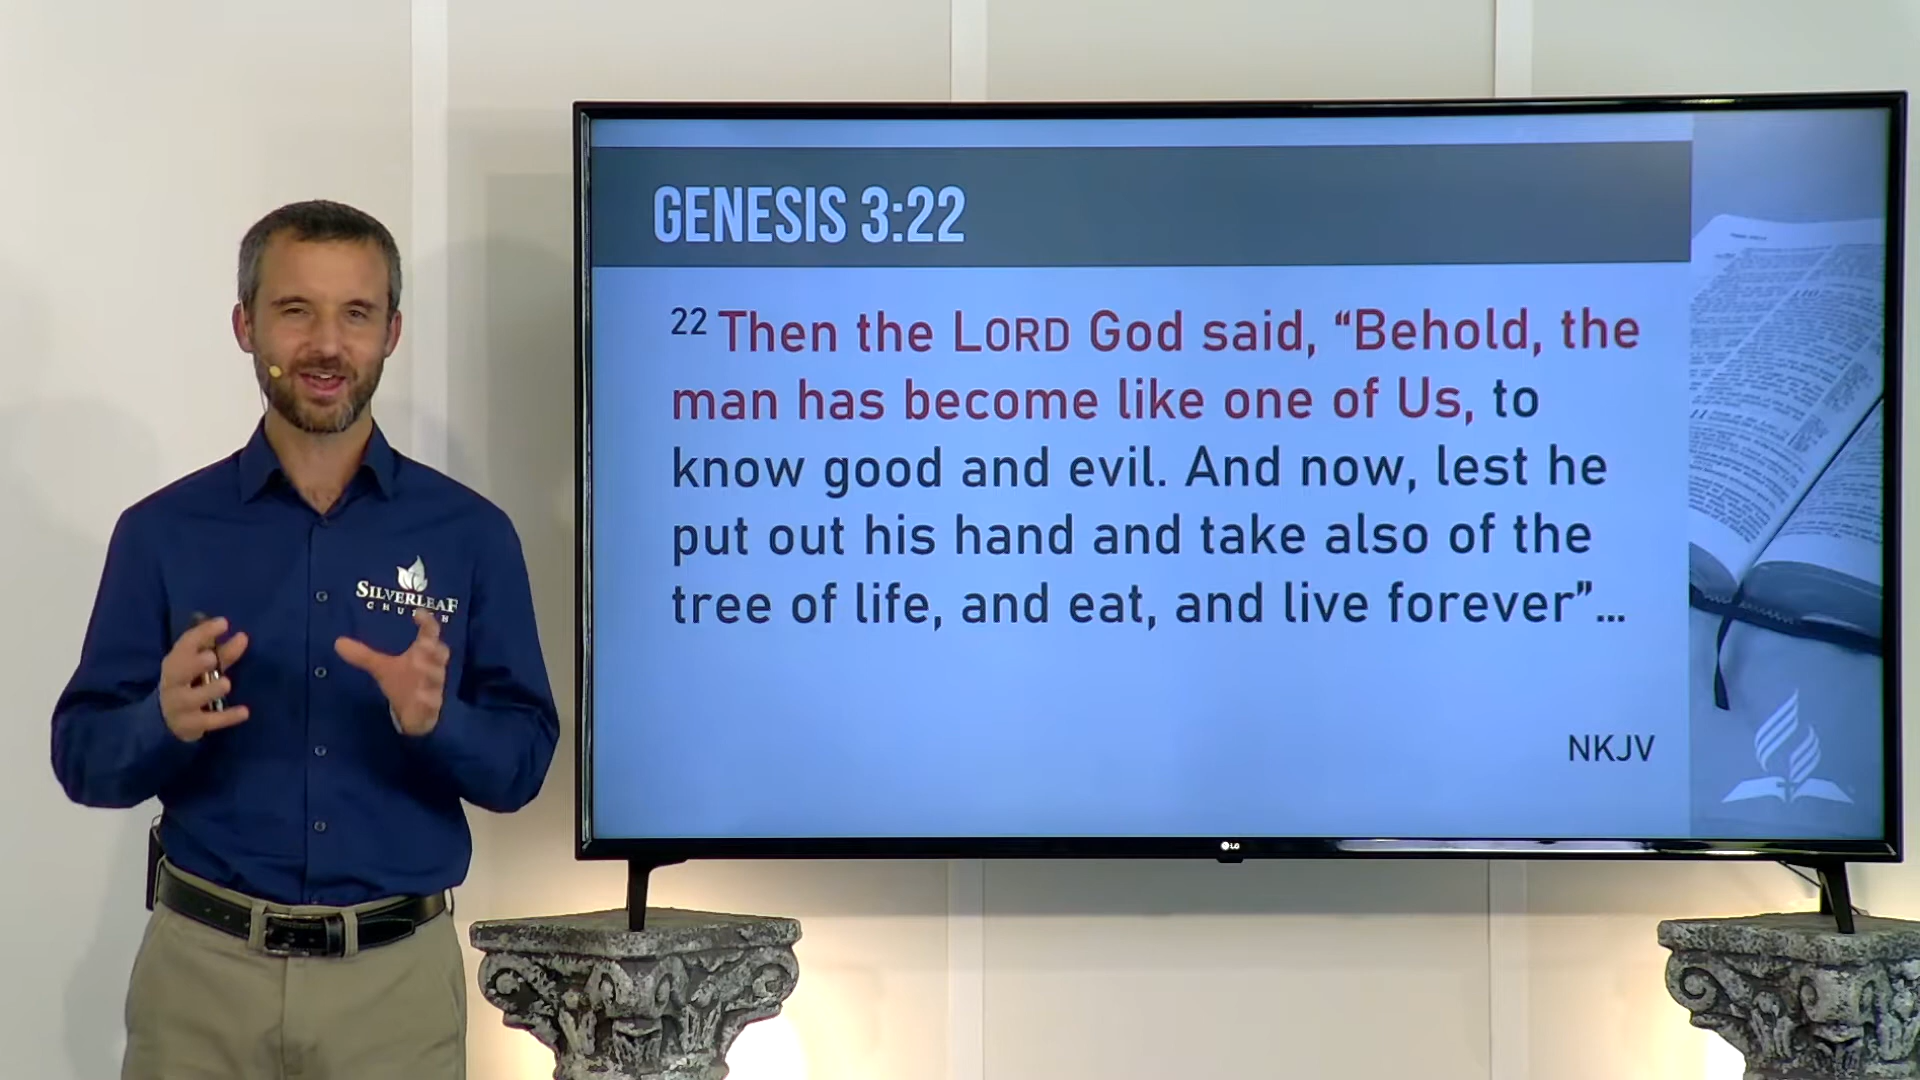 GENESIS 3:22
22 Then the LORD God said, “Behold, the
man has become like one of Us, to
know good and evil. And now, lest he
put out his hand and take also of the
tree of life, and eat, and live forever”...
NKJV
SILVERLEAF
CHURCH
LG